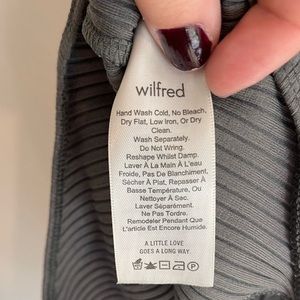 wilfred
Hand Wash Cold, No Bleach,
Dry Flat, Low Iron, Or Dry
Clean.
Wash Separately.
Do Not Wring.
Reshape Whilst Damp.
Laver À La Main À L'eau
Froide, Pas De Blanchiment,
Sécher À Plat, Repasser À
Basse Température, Ou
Nettoyer À Sec.
Laver Séparément.
Ne Pas Tordre.
Remodeler Pendant Que
L'article Est Encore Humide.
A LITTLE LOVE
GOES A LONG WAY.